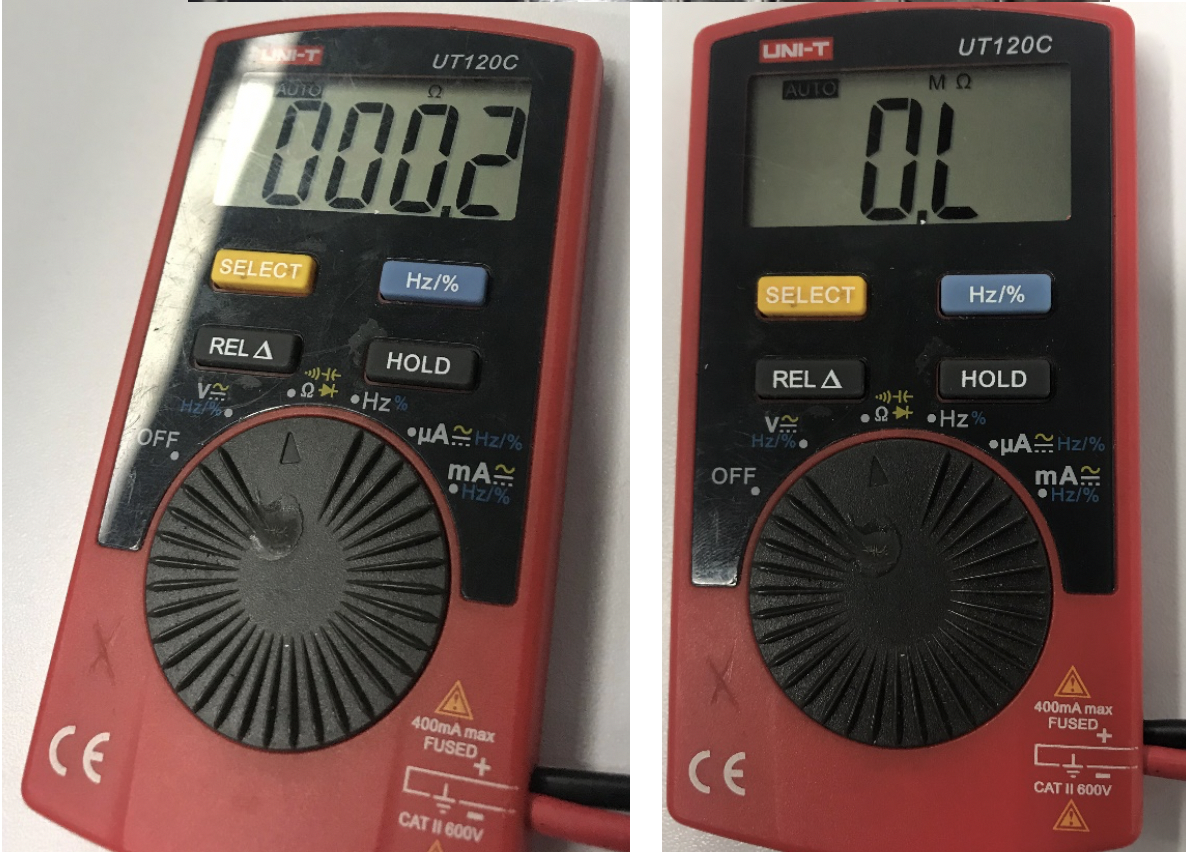 UNI-T
UT120C
AUTO Ω
000.2
SELECT
Hz/%
REL Δ
HOLD
V
Hz/%
Ω
Hz %
OFF
μA Hz/%
mA
Hz/%
400mA max
FUSED
+
-
CE
CAT II 600V
UNI-T
UT120C
AUTO M Ω
0.L
SELECT
Hz/%
REL Δ
HOLD
V
Hz/%
Ω
Hz %
OFF
μA Hz/%
mA
Hz/%
400mA max
FUSED
+
-
CE
CAT II 600V